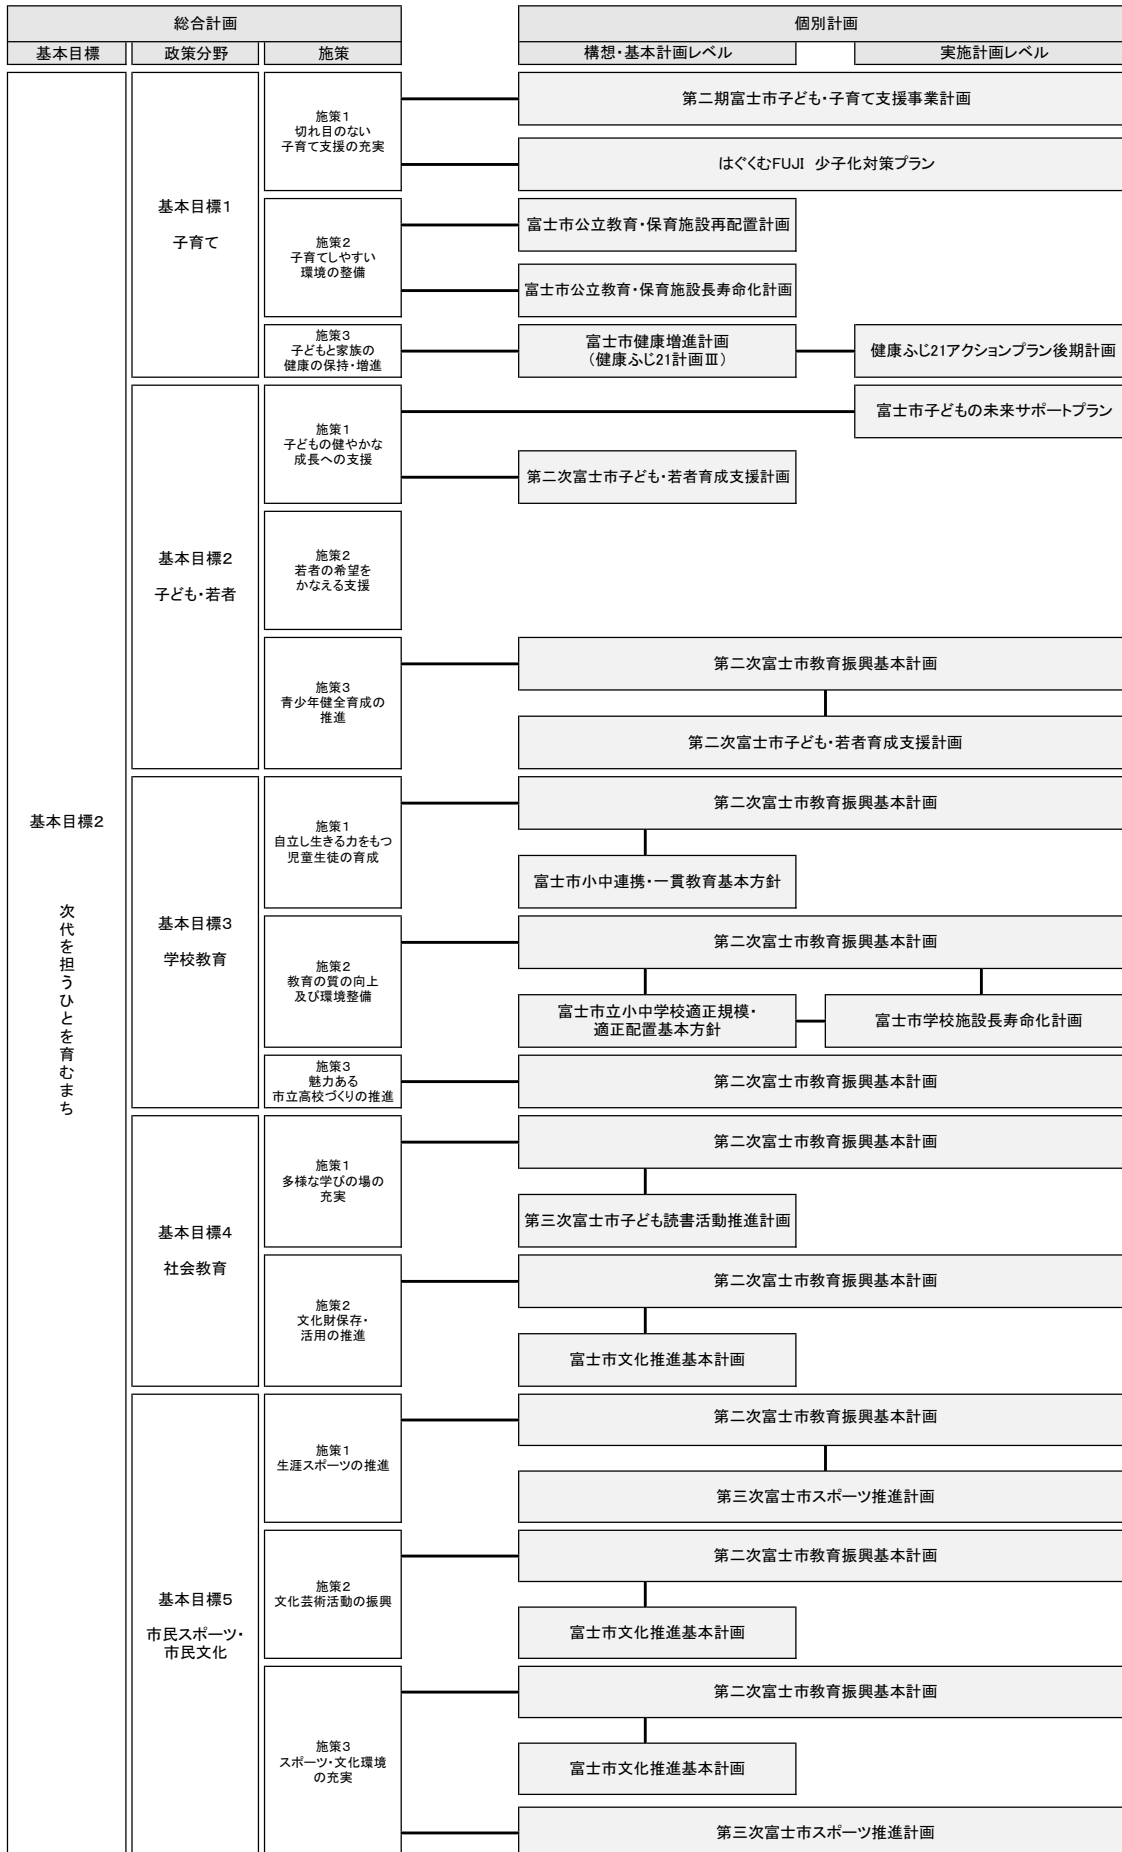 総合計画
個別計画
基本目標
政策分野
施策
構想・基本計画レベル
実施計画レベル
基本目標2
次代を担うひとを育むまち
基本目標1
子育て
施策1
切れ目のない
子育て支援の充実
第二期富士市子ども・子育て支援事業計画
はぐくむFUJI 少子化対策プラン
施策2
子育てしやすい
環境の整備
富士市公立教育・保育施設再配置計画
富士市公立教育・保育施設長寿命化計画
施策3
子どもと家族の
健康の保持・増進
富士市健康増進計画
(健康ふじ21計画Ⅲ)
健康ふじ21アクションプラン後期計画
基本目標2
子ども・若者
施策1
子どもの健やかな
成長への支援
富士市子どもの未来サポートプラン
第二次富士市子ども・若者育成支援計画
施策2
若者の希望を
かなえる支援
施策3
青少年健全育成の
推進
第二次富士市教育振興基本計画
第二次富士市子ども・若者育成支援計画
基本目標3
学校教育
施策1
自立し生きる力をもつ
児童生徒の育成
第二次富士市教育振興基本計画
富士市小中連携・一貫教育基本方針
施策2
教育の質の向上
及び環境整備
第二次富士市教育振興基本計画
富士市立小中学校適正規模・
適正配置基本方針
富士市学校施設長寿命化計画
施策3
魅力ある
市立高校づくりの推進
第二次富士市教育振興基本計画
基本目標4
社会教育
施策1
多様な学びの場の
充実
第二次富士市教育振興基本計画
第三次富士市子ども読書活動推進計画
施策2
文化財保存・
活用の推進
第二次富士市教育振興基本計画
富士市文化推進基本計画
基本目標5
市民スポーツ・
市民文化
施策1
生涯スポーツの推進
第二次富士市教育振興基本計画
第三次富士市スポーツ推進計画
施策2
文化芸術活動の振興
第二次富士市教育振興基本計画
富士市文化推進基本計画
施策3
スポーツ・文化環境
の充実
第二次富士市教育振興基本計画
富士市文化推進基本計画
第三次富士市スポーツ推進計画